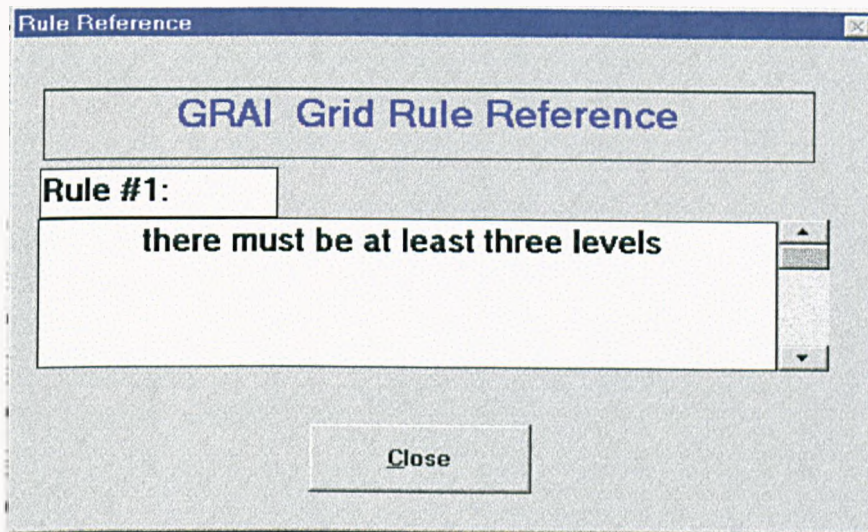 Rule Reference
GRAI Grid Rule Reference
Rule #1:
there must be at least three levels
Close